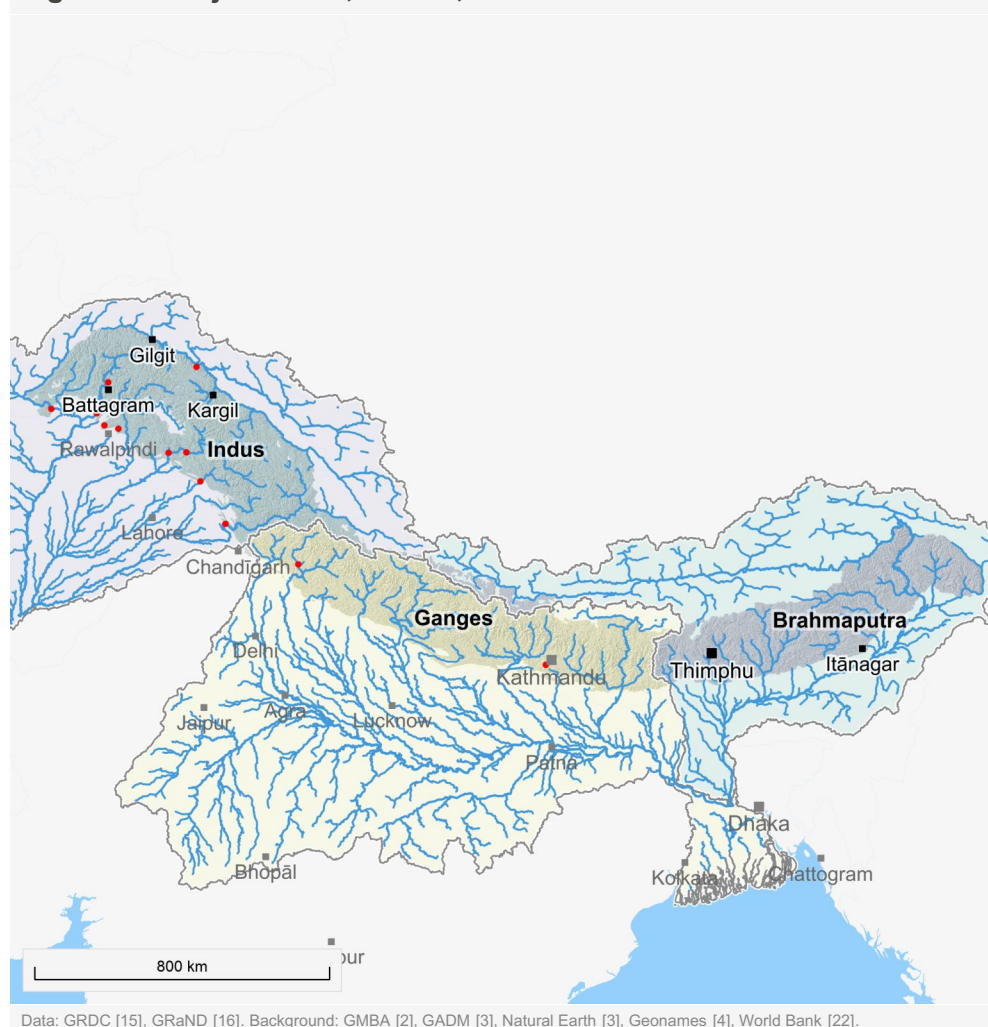 Gilgit
Battagram
Kargil
Rawalpindi
Indus
Lahore
Chandīgarh
Ganges
Brahmaputra
Delhi
Thimphu
Itānagar
Kathmandu
Agra
Jaipur
Lucknow
Patna
Dhaka
Bhopāl
Kolkata
Chattogram
800 km
Data: GRDC [15], GRanD [16]. Background: GMBA [2], GADM [3], Natural Earth [3], Geonames [4], World Bank [22].